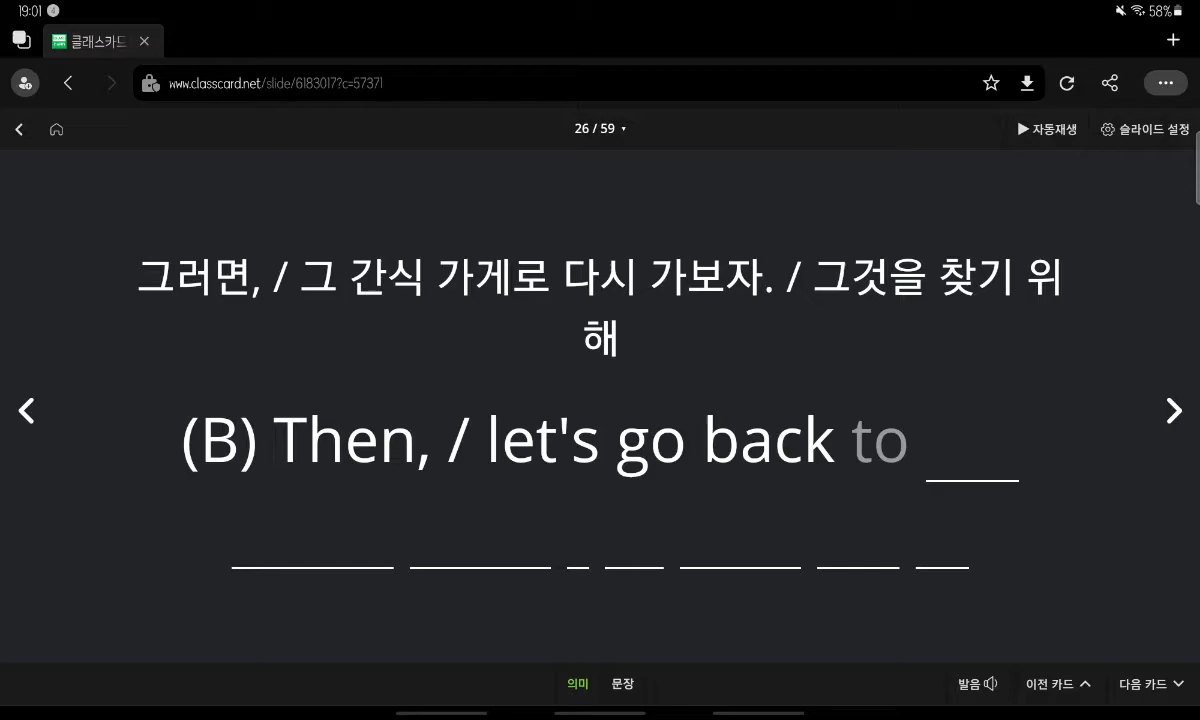 19:01 4 58%
클래스카드
www.classcard.net/slide/6183017?c=57371
26 / 59 자동재생 슬라이드 설정
그러면, / 그 간식 가게로 다시 가보자. / 그것을 찾기 위
해
(B) Then, / let's go back to
의미 문장 발음 이전 카드 다음 카드